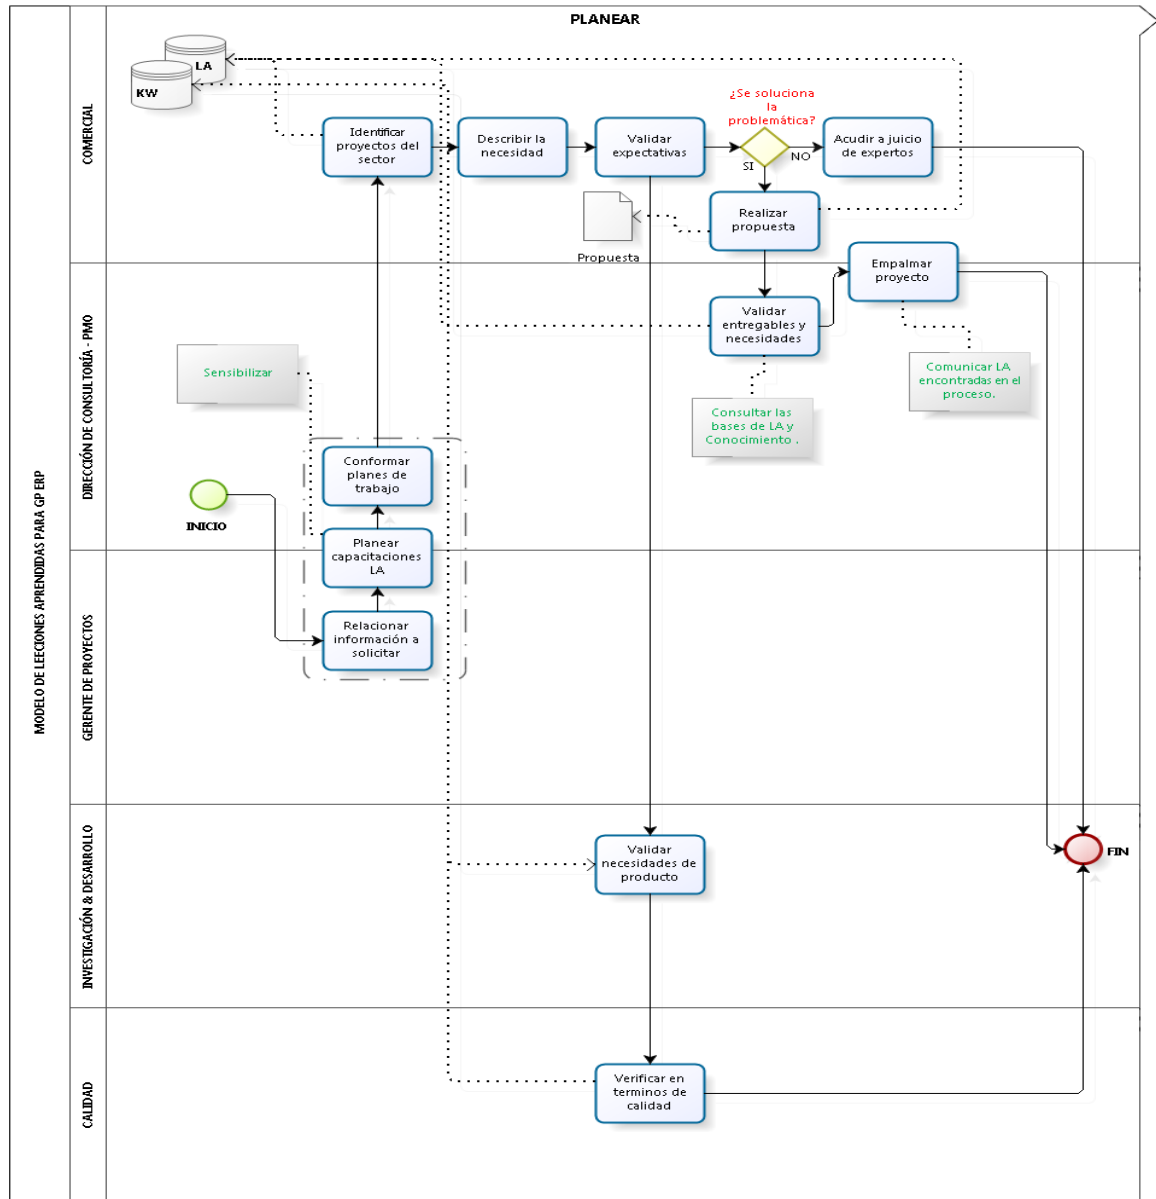 PLANEAR
MODELO DE LEECIONES APRENDIDAS PARA GP ERP
COMERCIAL
LA
KW
Identificar
proyectos del
sector
Describir la
necesidad
Validar
expectativas
¿Se soluciona
la
problemática?
SI
NO
Acudir a juicio
de expertos
Realizar
propuesta
Propuesta
DIRECCIÓN DE CONSULTORÍA - PMO
Empalmar
proyecto
Validar
entregables y
necesidades
Sensibilizar
Comunicar LA
encontradas en el
proceso.
Consultar las
bases de LA y
Conocimiento .
Conformar
planes de
trabajo
INICIO
Planear
capacitaciones
LA
GERENTE DE PROYECTOS
Relacionar
información a
solicitar
INVESTIGACIÓN & DESARROLLO
Validar
necesidades de
producto
FIN
CALIDAD
Verificar en
terminos de
calidad